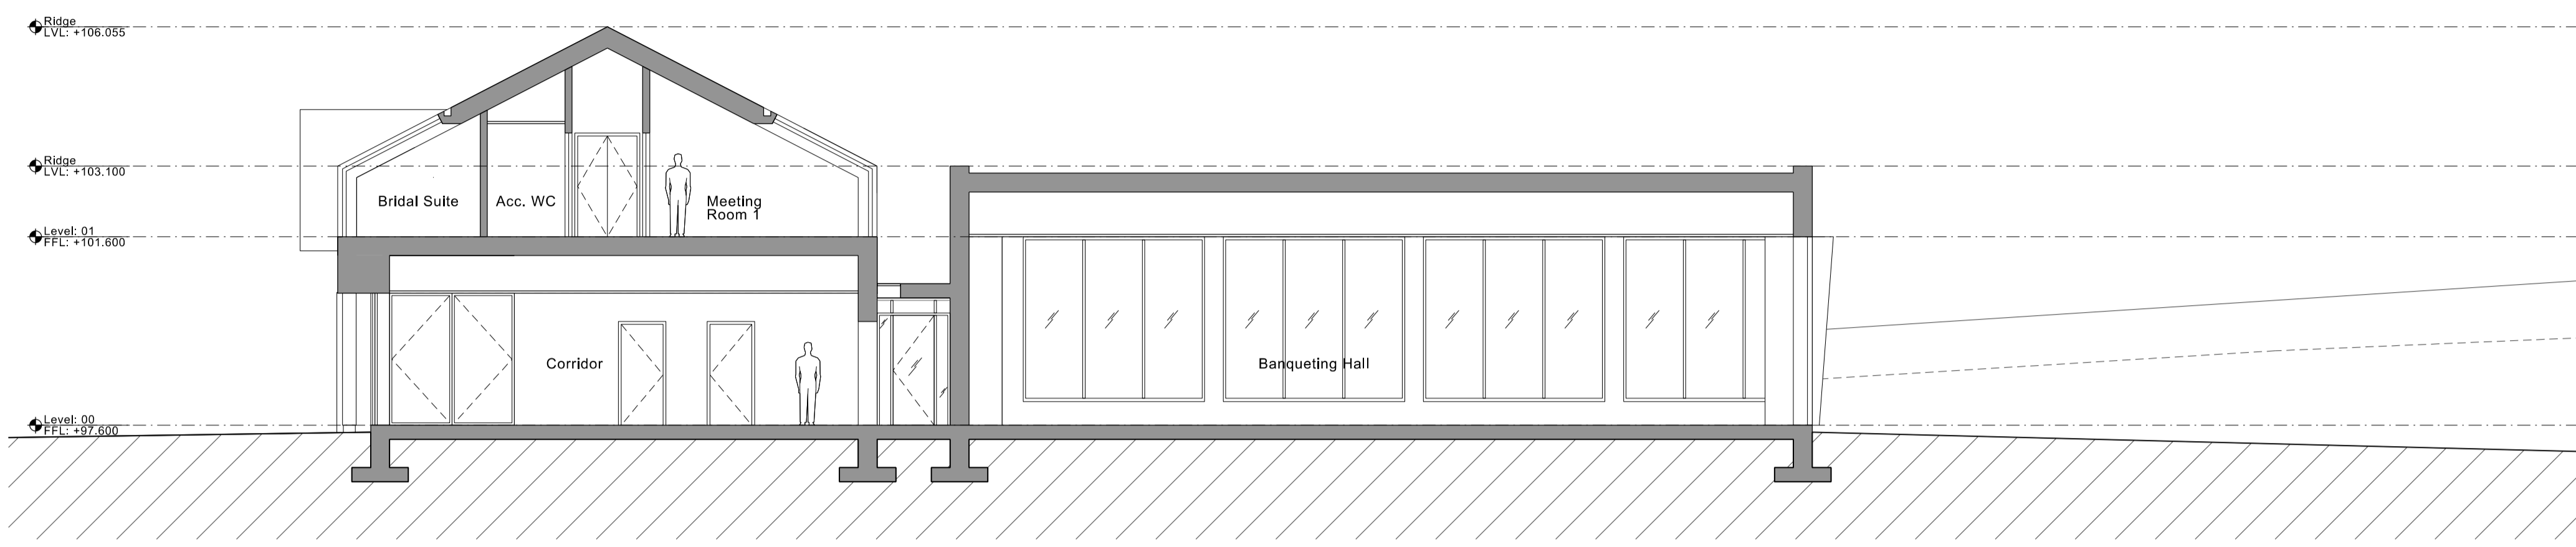 Ridge
LVL: +106.055
Ridge
LVL: +103.100
Bridal Suite
Acc. WC
Meeting
Room 1
Level: 01
FFL: +101.600
Corridor
Banqueting Hall
Level: 00
FFL: +97.600